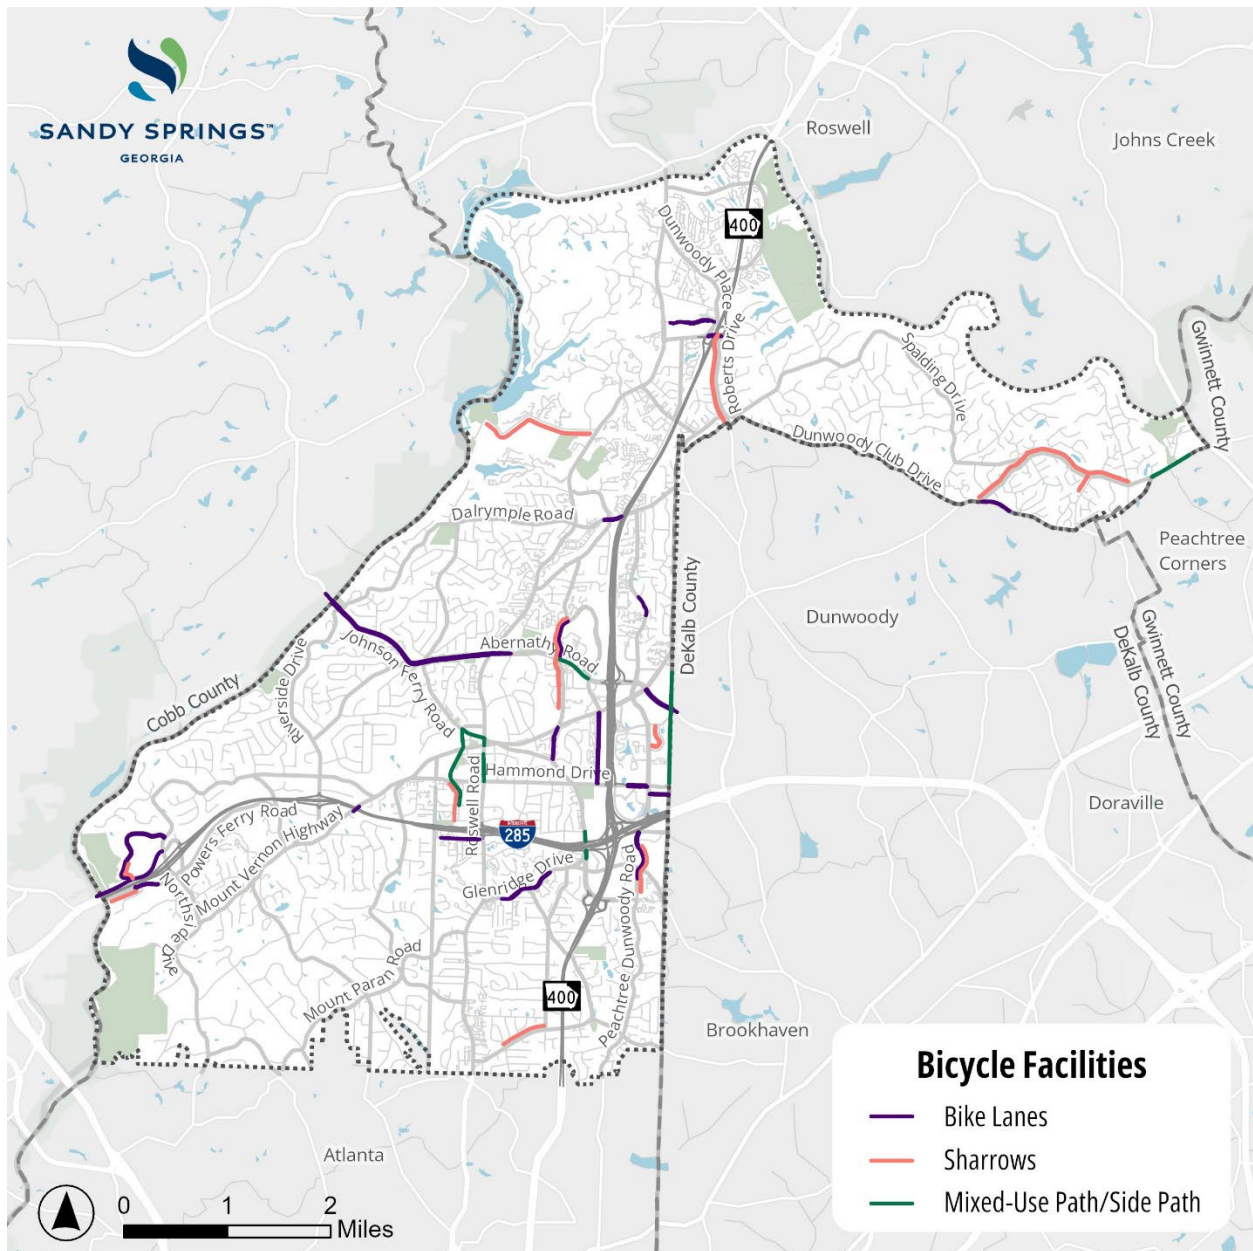 SANDY SPRINGS™
GEORGIA
Roswell
Johns Creek
400
Dunwoody Place
Roberts Drive
Spalding Drive
Gwinnett County
Dunwoody Club Drive
Dalrymple Road
Peachtree
Corners
DeKalb County
Dunwoody
Gwinnett County
DeKalb County
Johnson Ferry Road
Abernathy Road
Riverside Drive
Cobb County
Hammond Drive
Roswell Road
Doraville
Powers Ferry Road
Mount Vernon Highway
INTERSTATE
285
Glenridge Drive
Northside Drive
Peachtree Dunwoody Road
Mount Paran Road
400
Brookhaven
Atlanta
Bicycle Facilities
Bike Lanes
Sharrows
Mixed-Use Path/Side Path
0 1 2
Miles